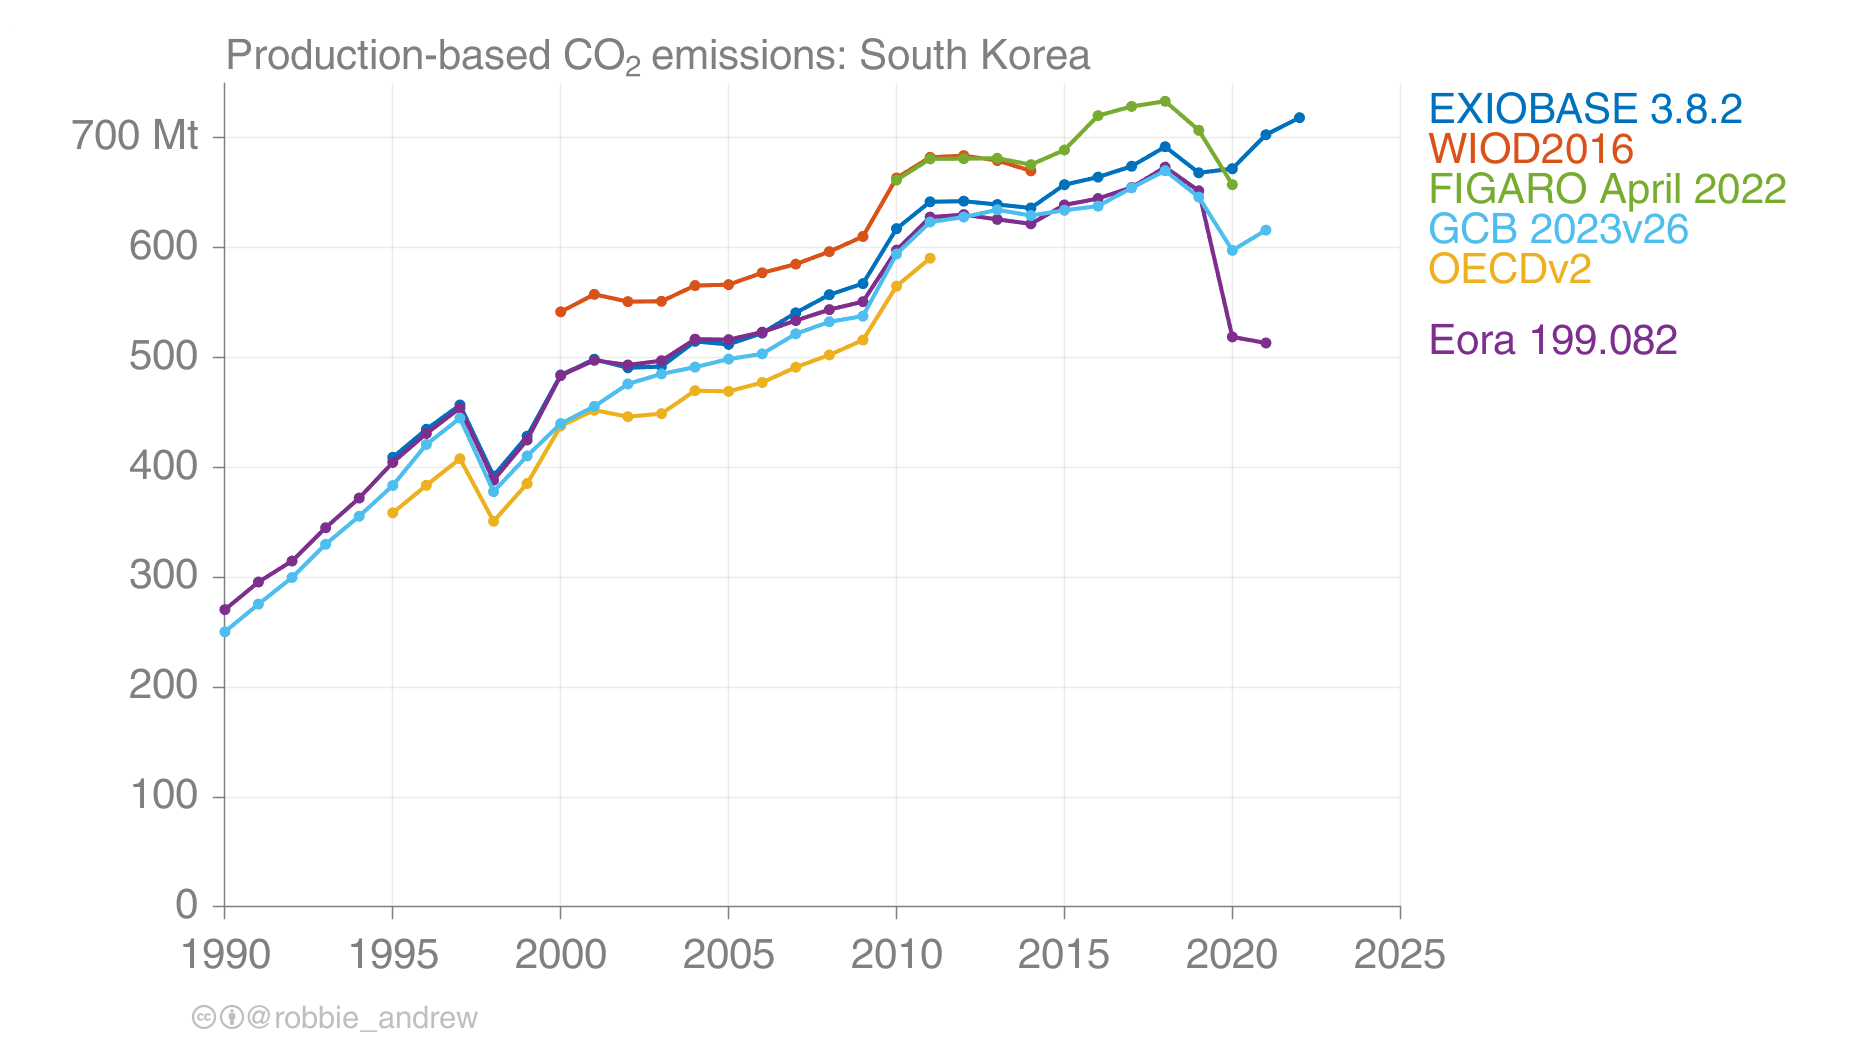 Production-based CO₂ emissions: South Korea
700 Mt
600
500
400
300
200
100
0
1990 1995 2000 2005 2010 2015 2020 2025
EXIOBASE 3.8.2
WIOD2016
FIGARO April 2022
GCB 2023v26
OECDv2
Eora 199.082
@robbie_andrew